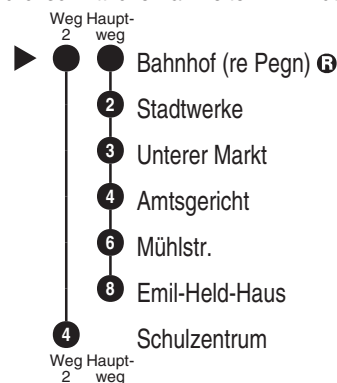 Weg Haupt-
2 weg
Bahnhof (re Pegn) R
2 Stadtwerke
3 Unterer Markt
4 Amtsgericht
6 Mühlstr.
8 Emil-Held-Haus
4 Schulzentrum
Weg Haupt-
2 weg